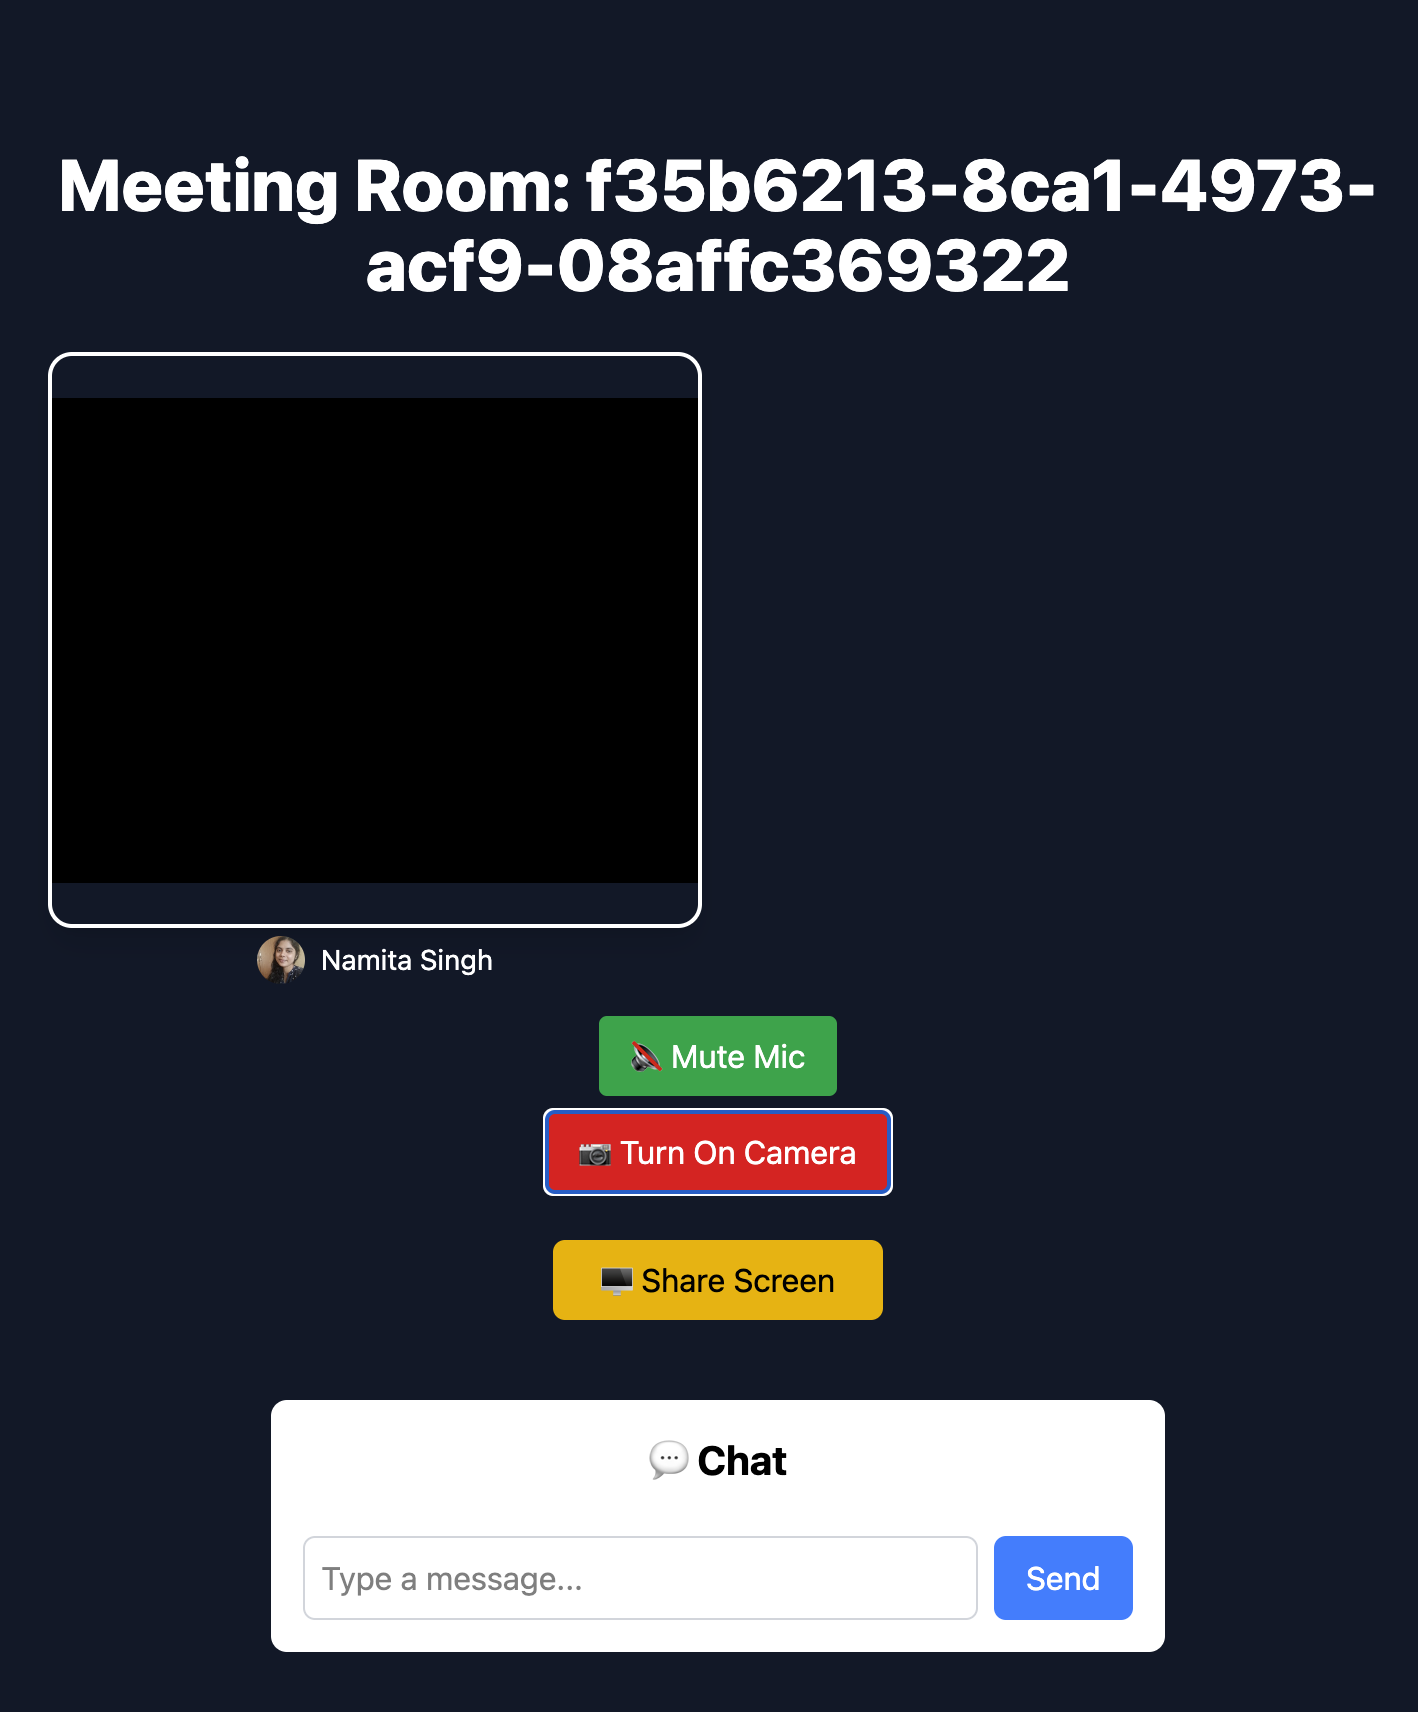 Meeting Room: f35b6213-8ca1-4973-
acf9-08affc369322
Namita Singh
Mute Mic
Turn On Camera
Share Screen
Chat
Type a message...
Send